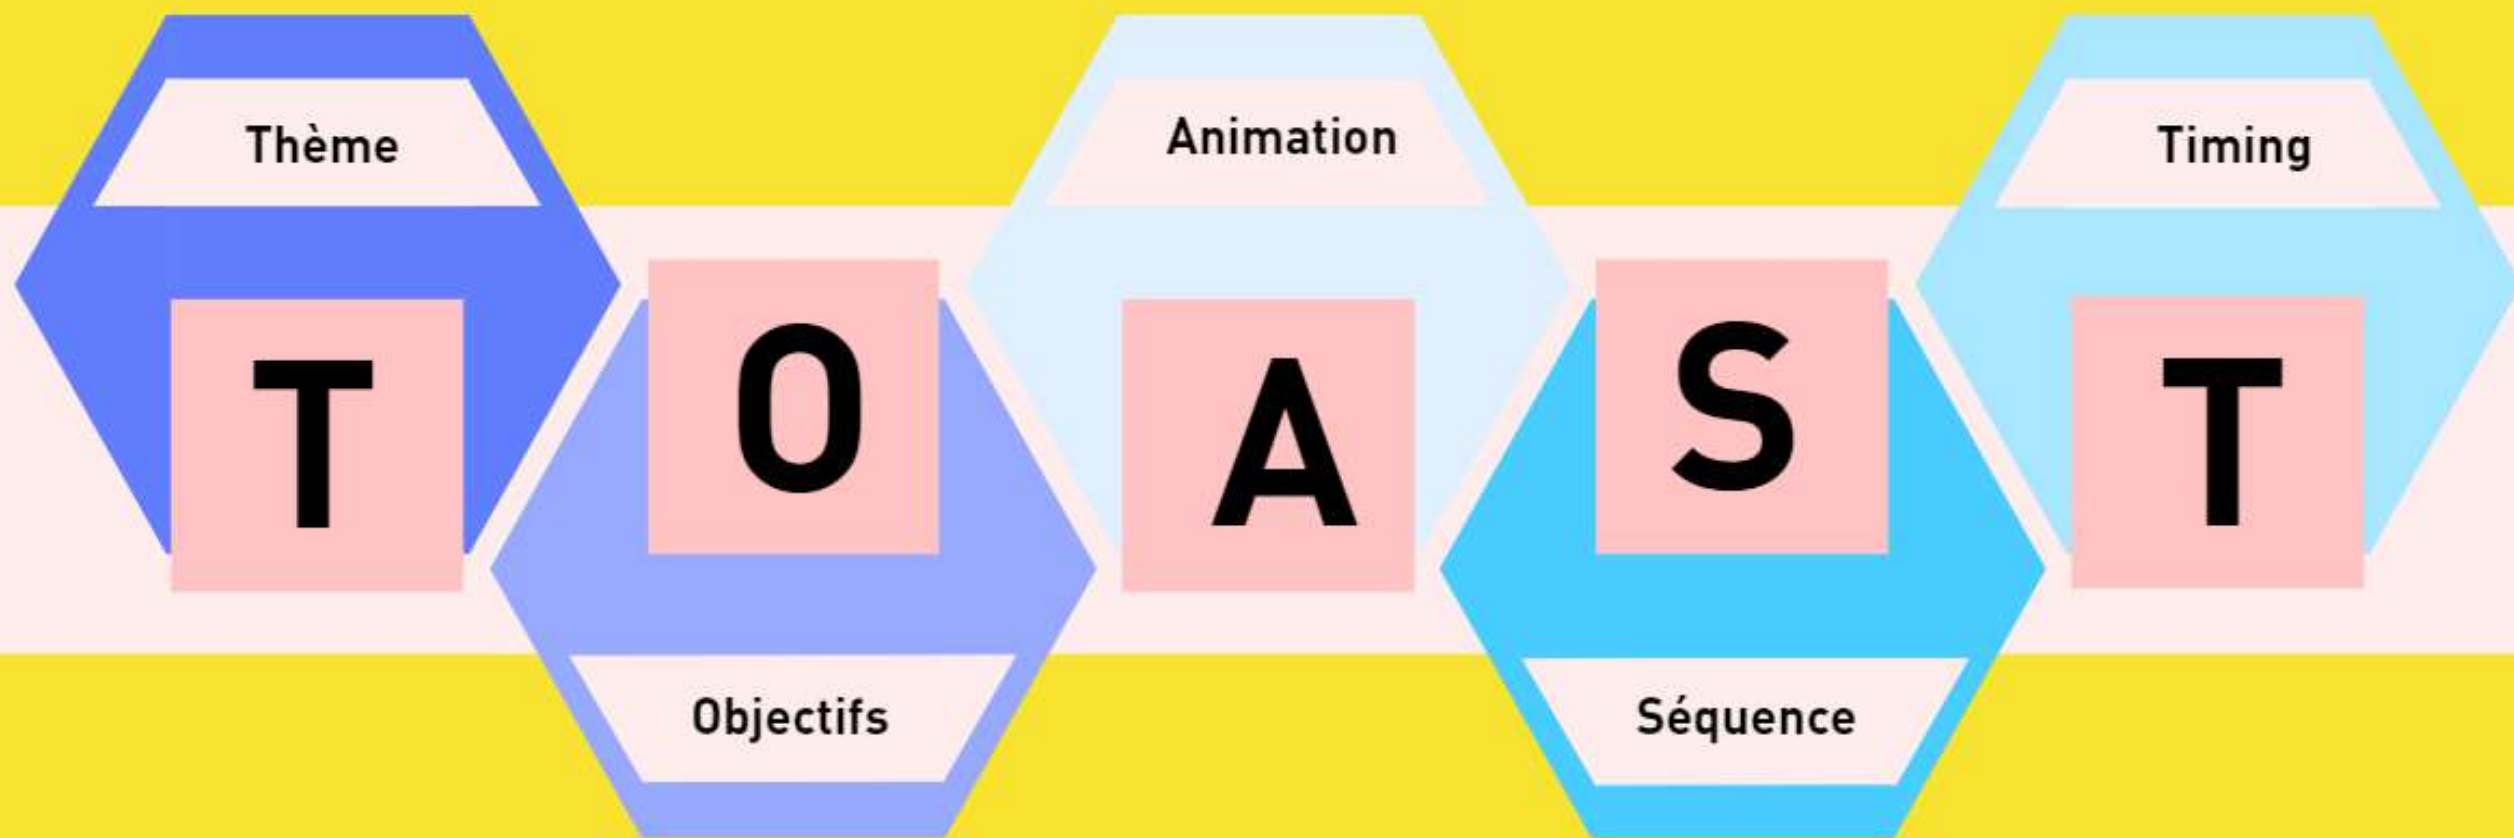 Thème
T
O
Objectifs
Animation
A
S
Séquence
Timing
T